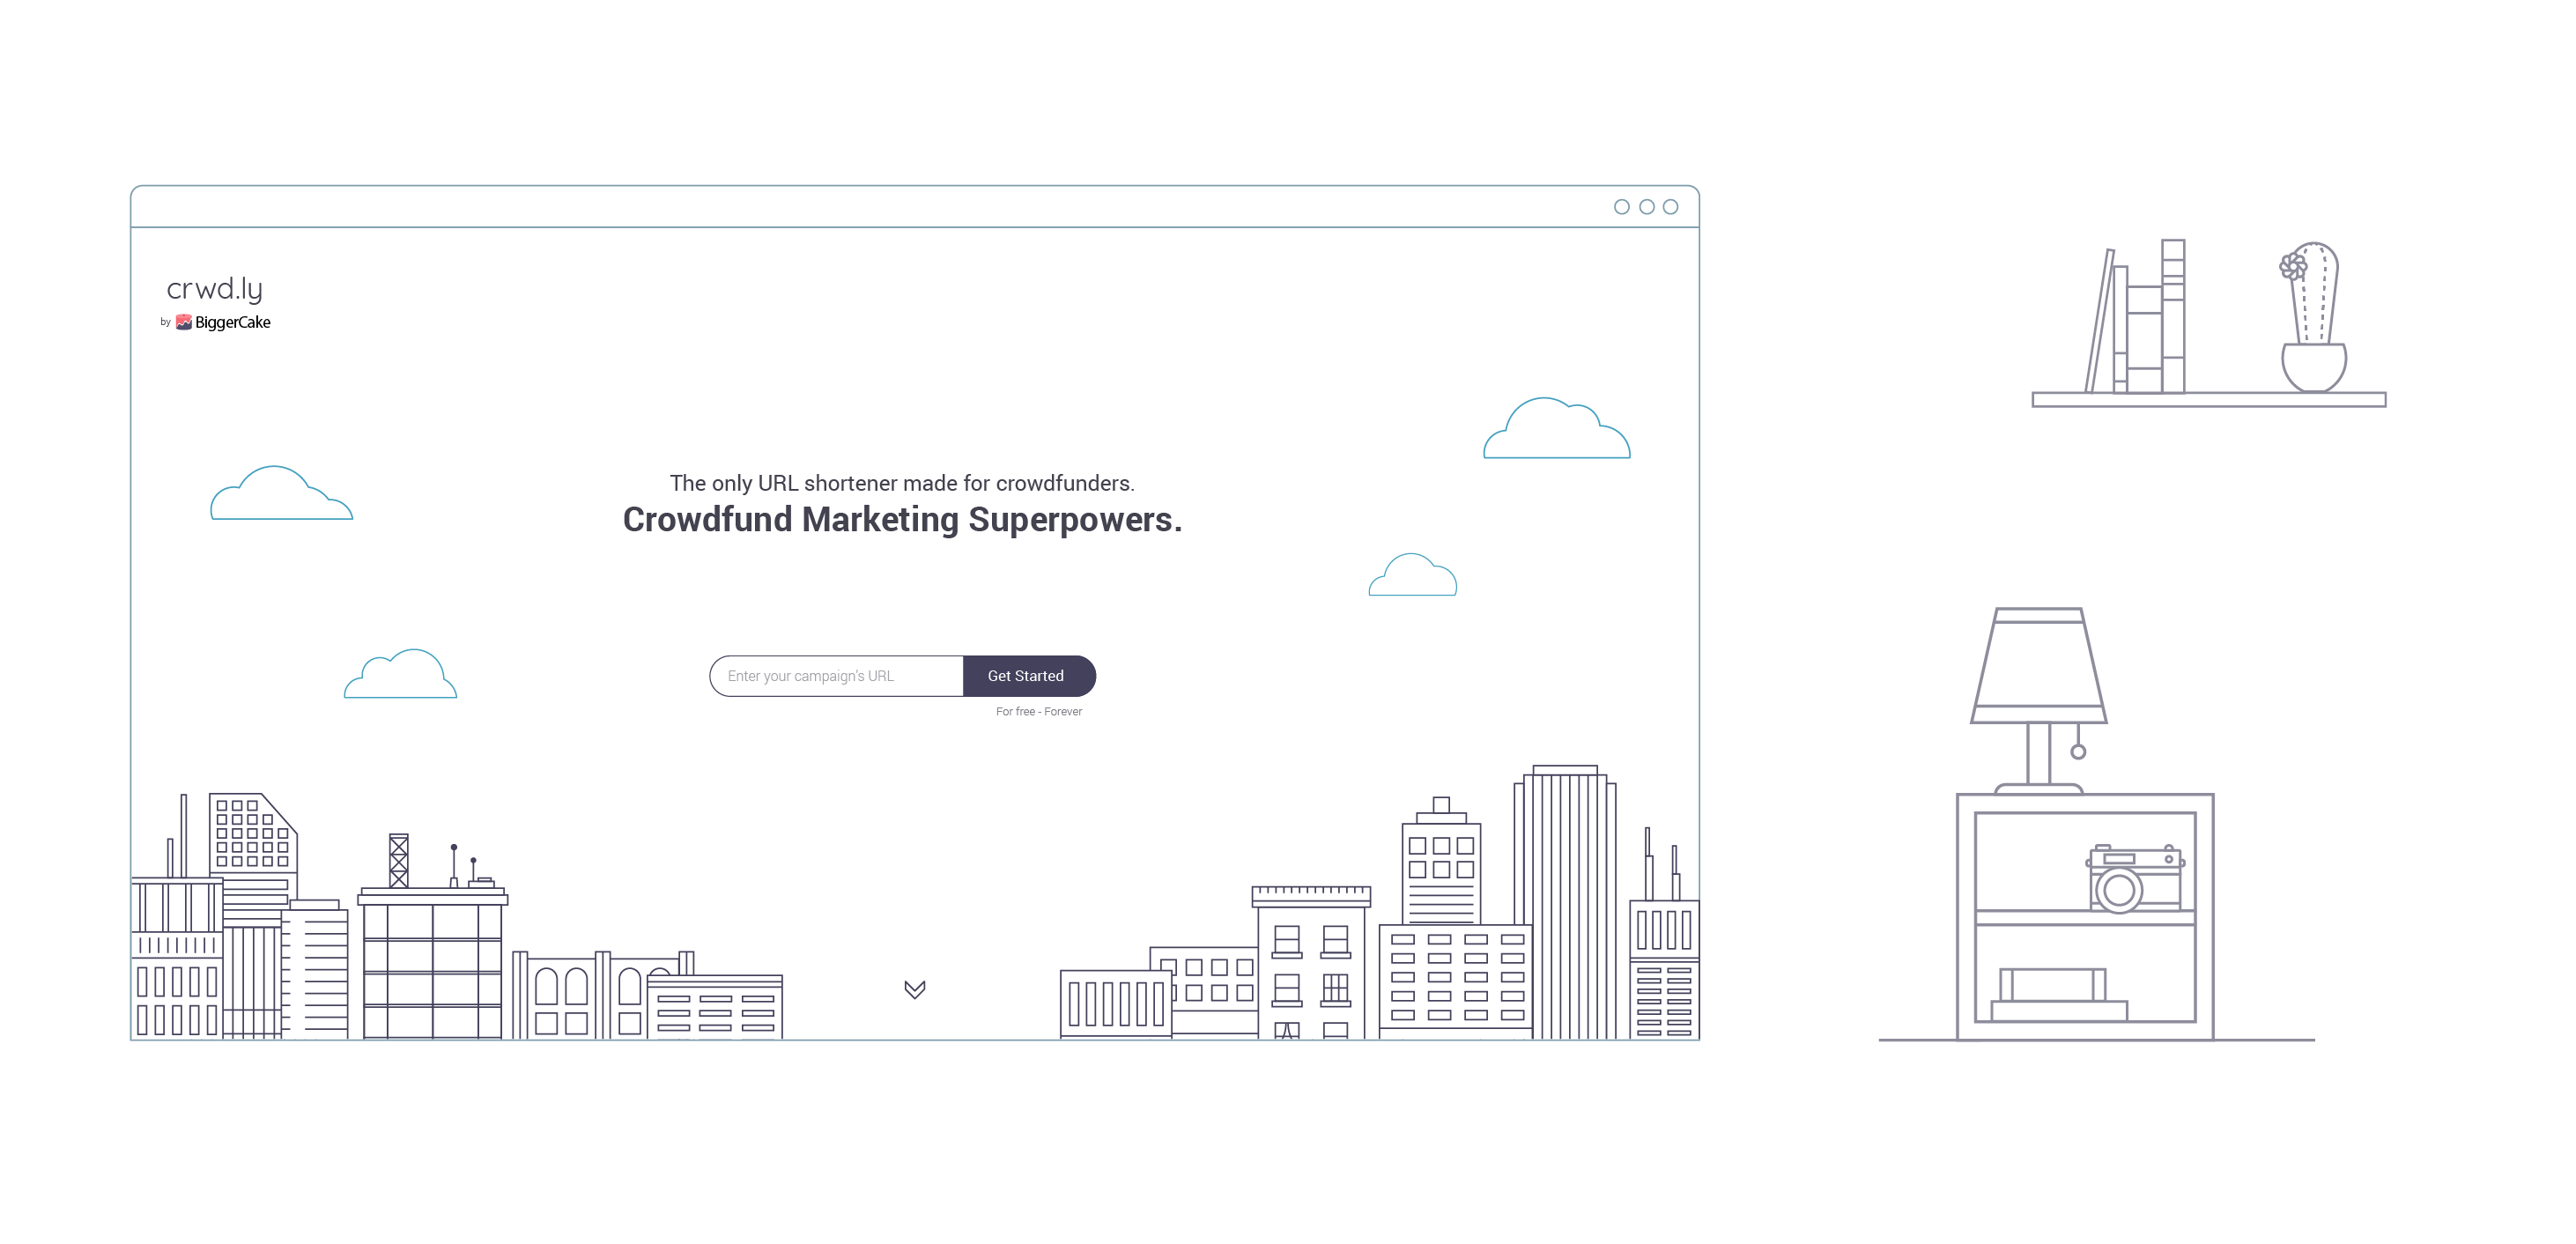 crwd.ly
by BiggerCake
The only URL shortener made for crowdfunders.
Crowdfund Marketing Superpowers.
Enter your campaign's URL
Get Started
For free - Forever